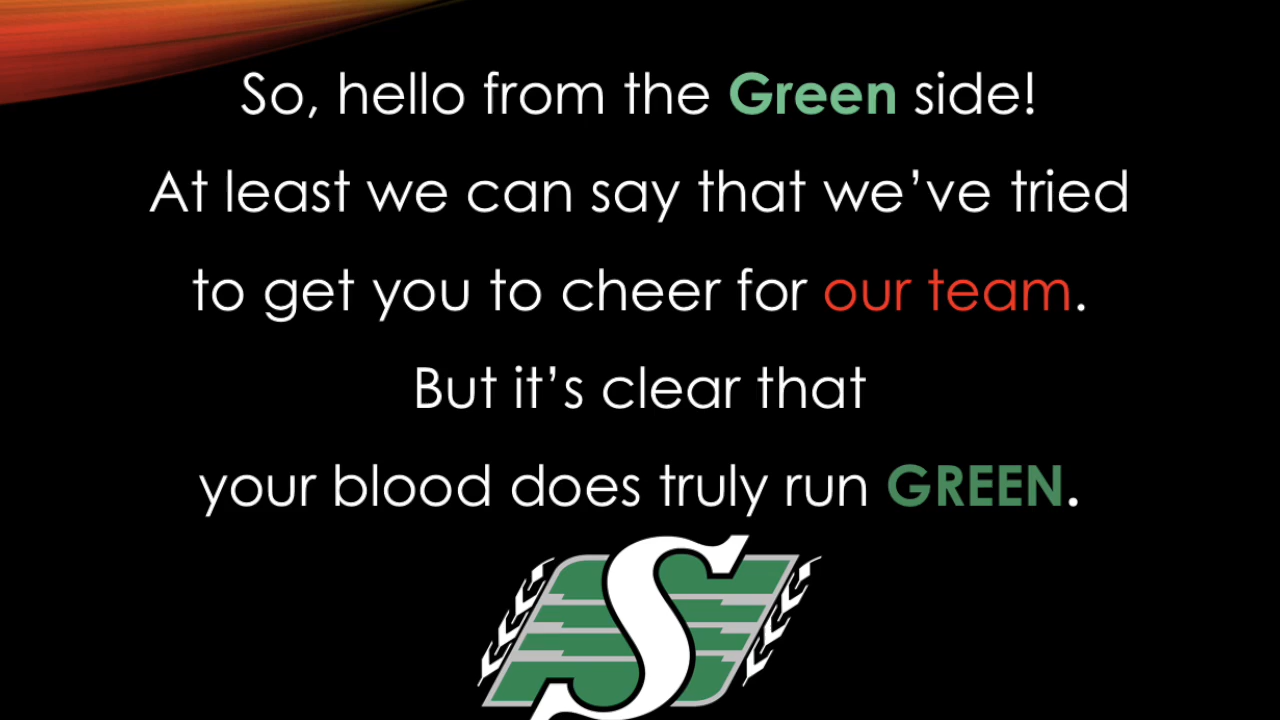 So, hello from the Green side!
At least we can say that we’ve tried
to get you to cheer for our team.
But it’s clear that
your blood does truly run GREEN.
S